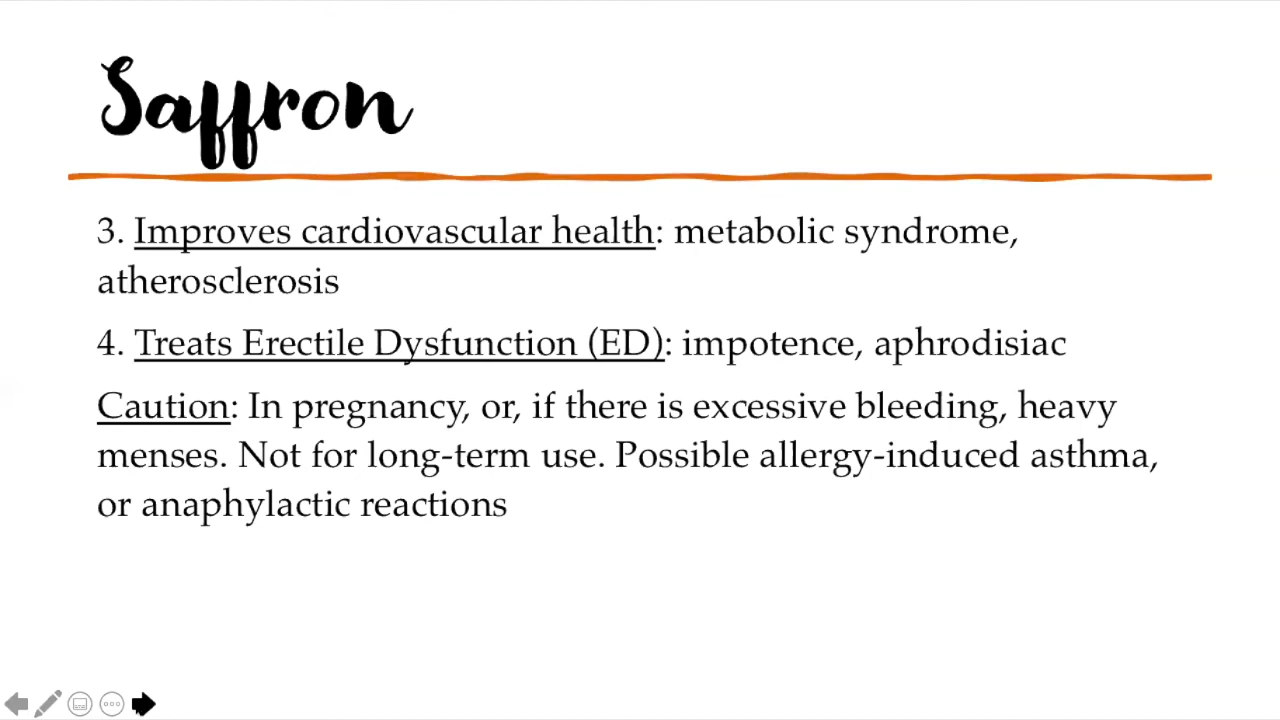 Saffron
3. Improves cardiovascular health: metabolic syndrome,
atherosclerosis
4. Treats Erectile Dysfunction (ED): impotence, aphrodisiac
Caution: In pregnancy, or, if there is excessive bleeding, heavy
menses. Not for long-term use. Possible allergy-induced asthma,
or anaphylactic reactions